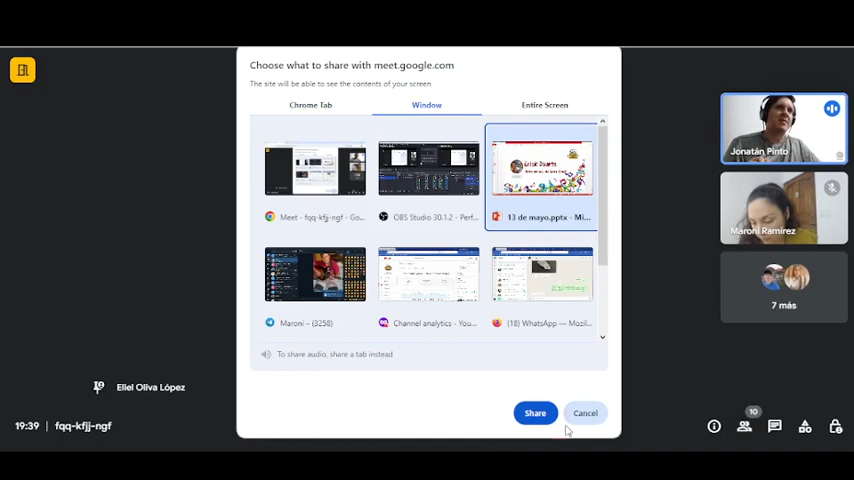 Choose what to share with meet.google.com
The site will be able to see the contents of your screen
Chrome Tab
Window
Entire Screen
Meet - fqq-kfjj-ngf - Go...
OBS Studio 30.1.2 - Perf...
13 de mayo.pptx - Mi...
Maroni – (3258)
Channel analytics - You...
(18) WhatsApp — Mozil...
To share audio, share a tab instead
Share
Cancel
Jonatán Pinto
Maroni Ramírez
7 más
Eliel Oliva López
19:39
fqq-kfjj-ngf
10